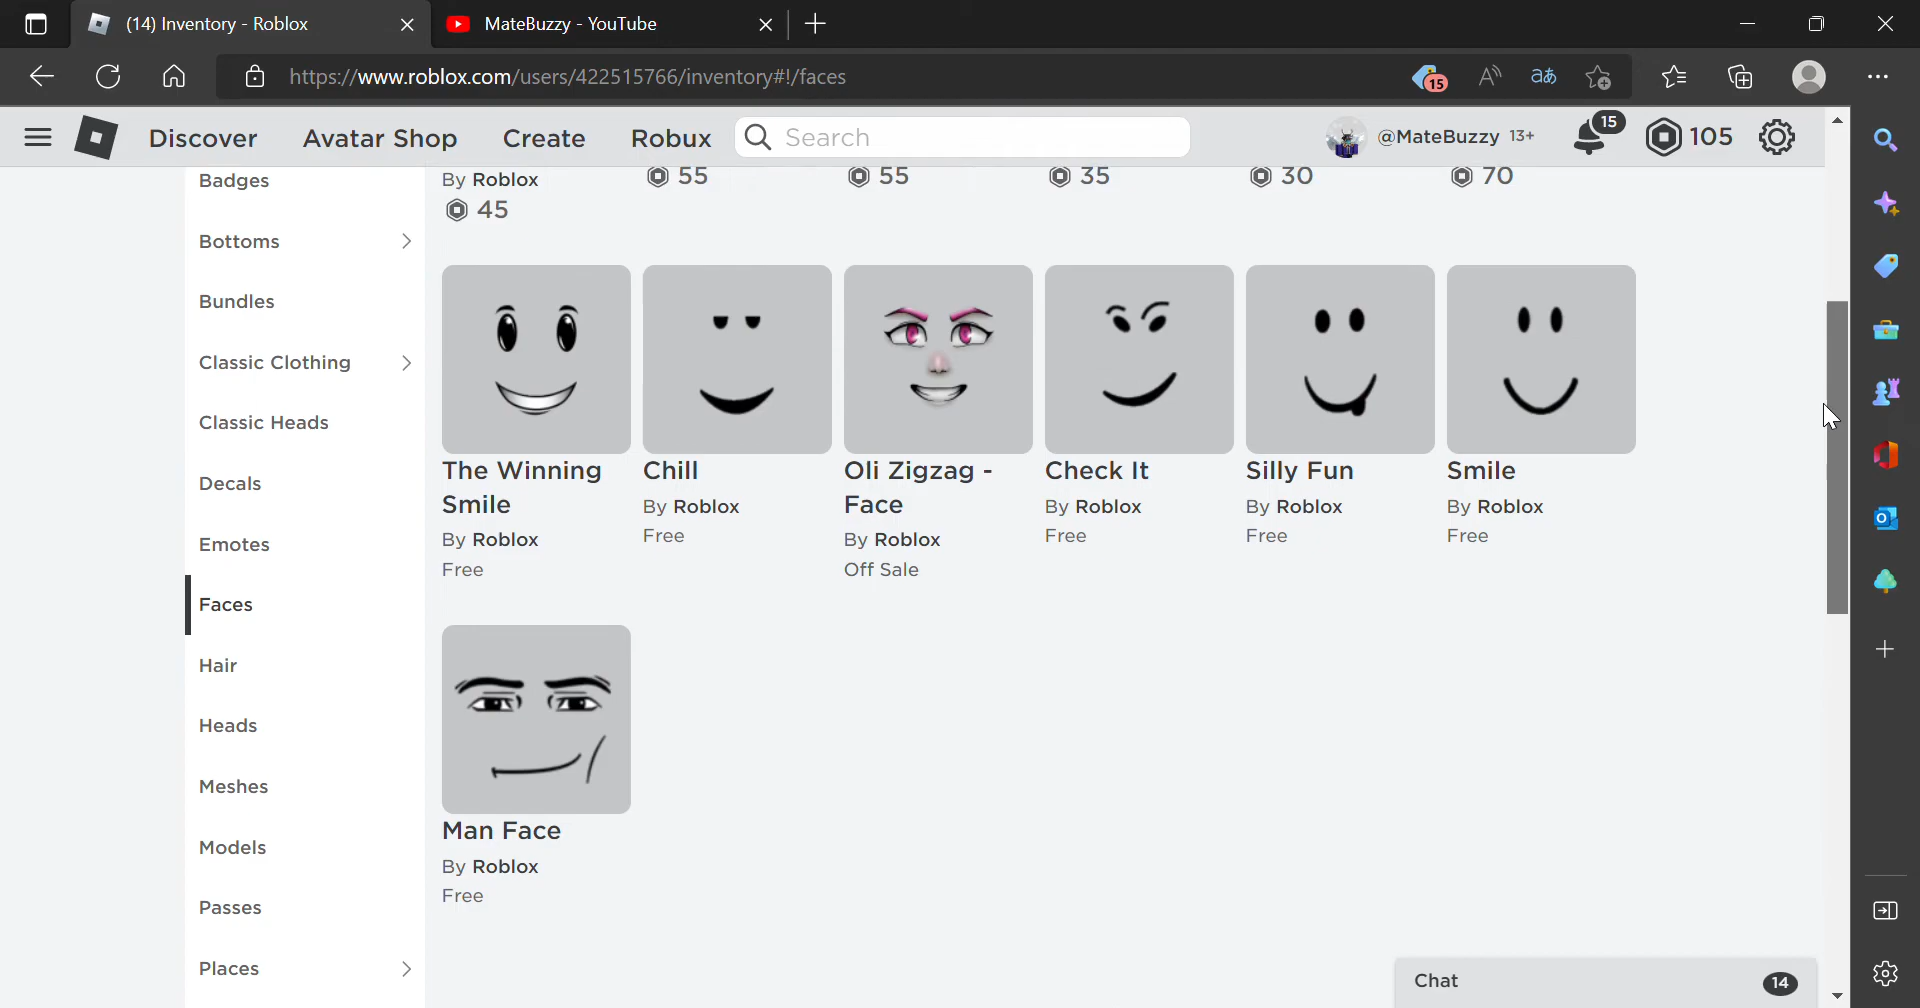 (14) Inventory - Roblox
MateBuzzy - YouTube
https://www.roblox.com/users/422515766/inventory#!/faces
15
aあ
Discover
Avatar Shop
Create
Robux
Search
@MateBuzzy 13+
15
105
Badges
Bottoms
Bundles
Classic Clothing
Classic Heads
Decals
Emotes
Faces
Hair
Heads
Meshes
Models
Passes
Places
By Roblox
45
55
55
35
30
70
The Winning
Smile
By Roblox
Free
Chill
By Roblox
Free
Oli Zigzag -
Face
By Roblox
Off Sale
Check It
By Roblox
Free
Silly Fun
By Roblox
Free
Smile
By Roblox
Free
Man Face
By Roblox
Free
Chat
14